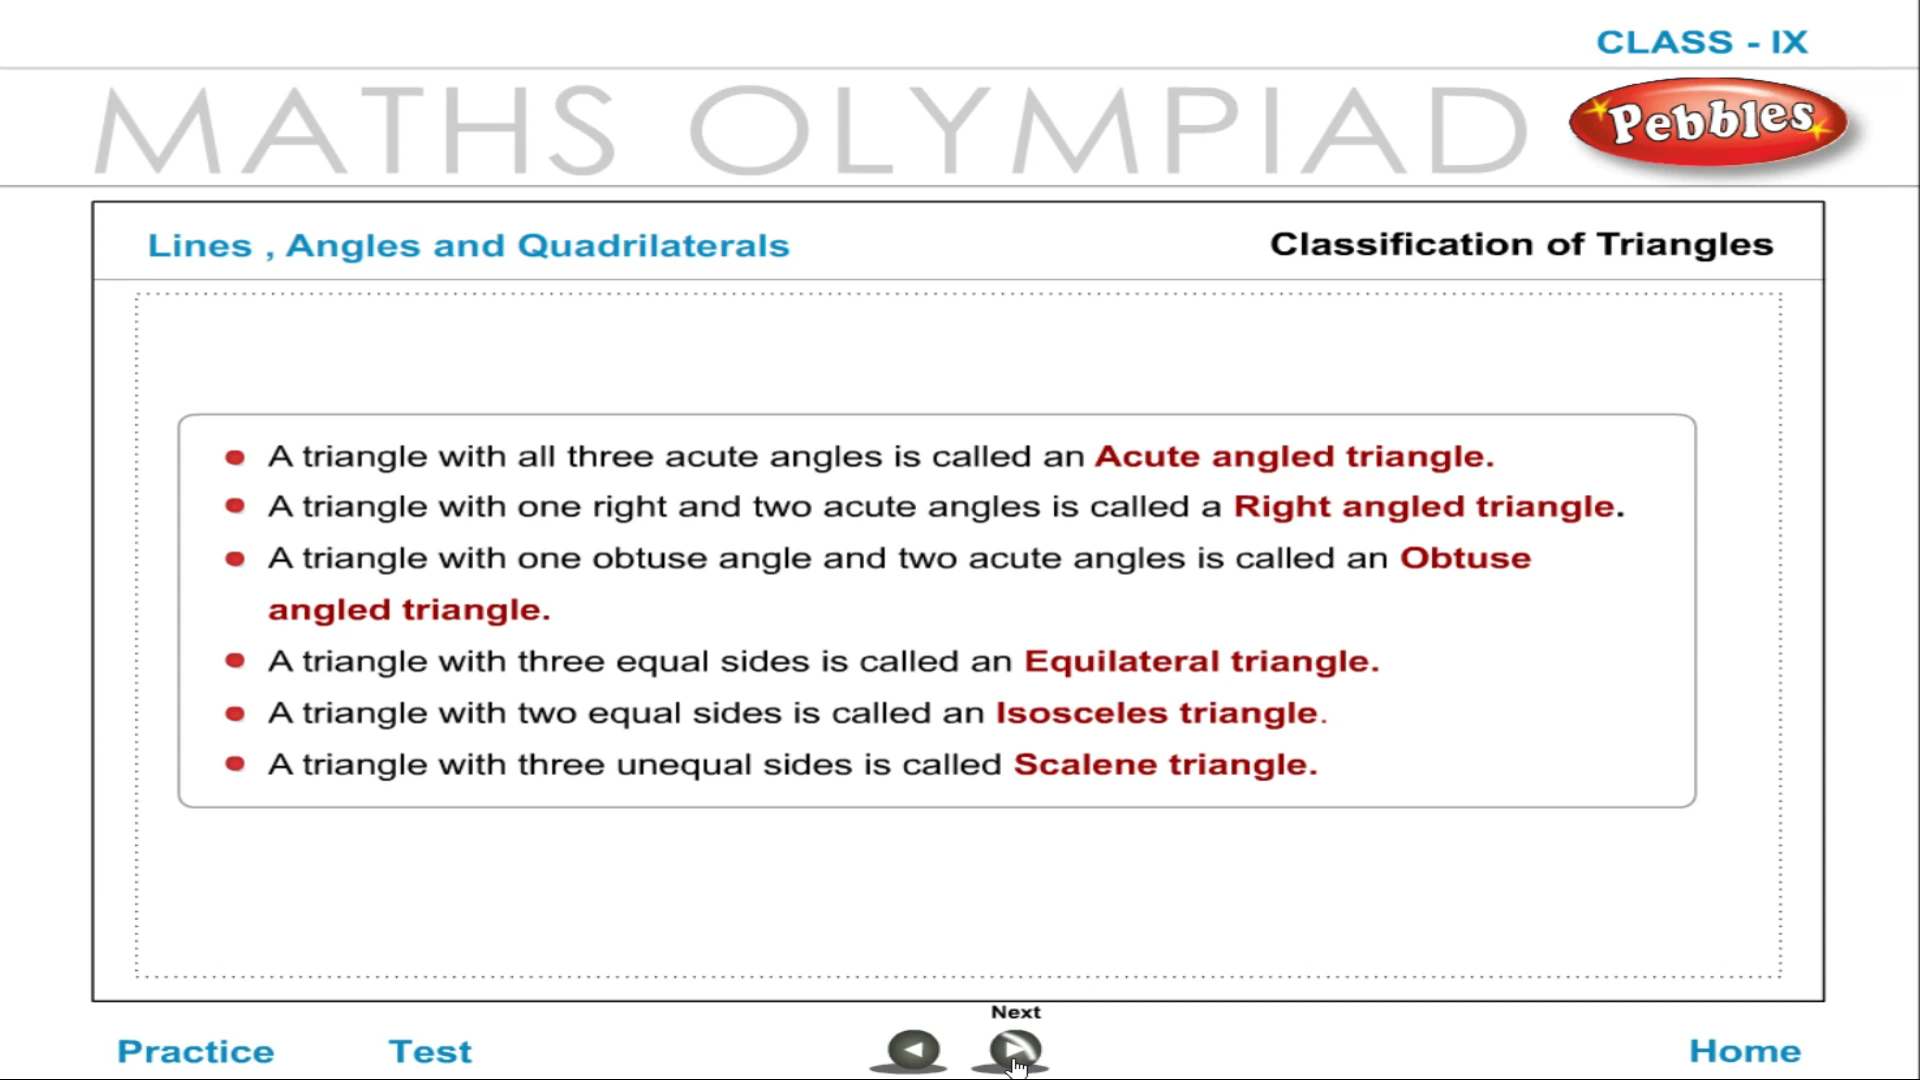 CLASS - IX
MATHS OLYMPIAD
Pebbles
Lines , Angles and Quadrilaterals
Classification of Triangles
A triangle with all three acute angles is called an Acute angled triangle.
A triangle with one right and two acute angles is called a Right angled triangle.
A triangle with one obtuse angle and two acute angles is called an Obtuse
angled triangle.
A triangle with three equal sides is called an Equilateral triangle.
A triangle with two equal sides is called an Isosceles triangle.
A triangle with three unequal sides is called Scalene triangle.
Next
Practice
Test
Home